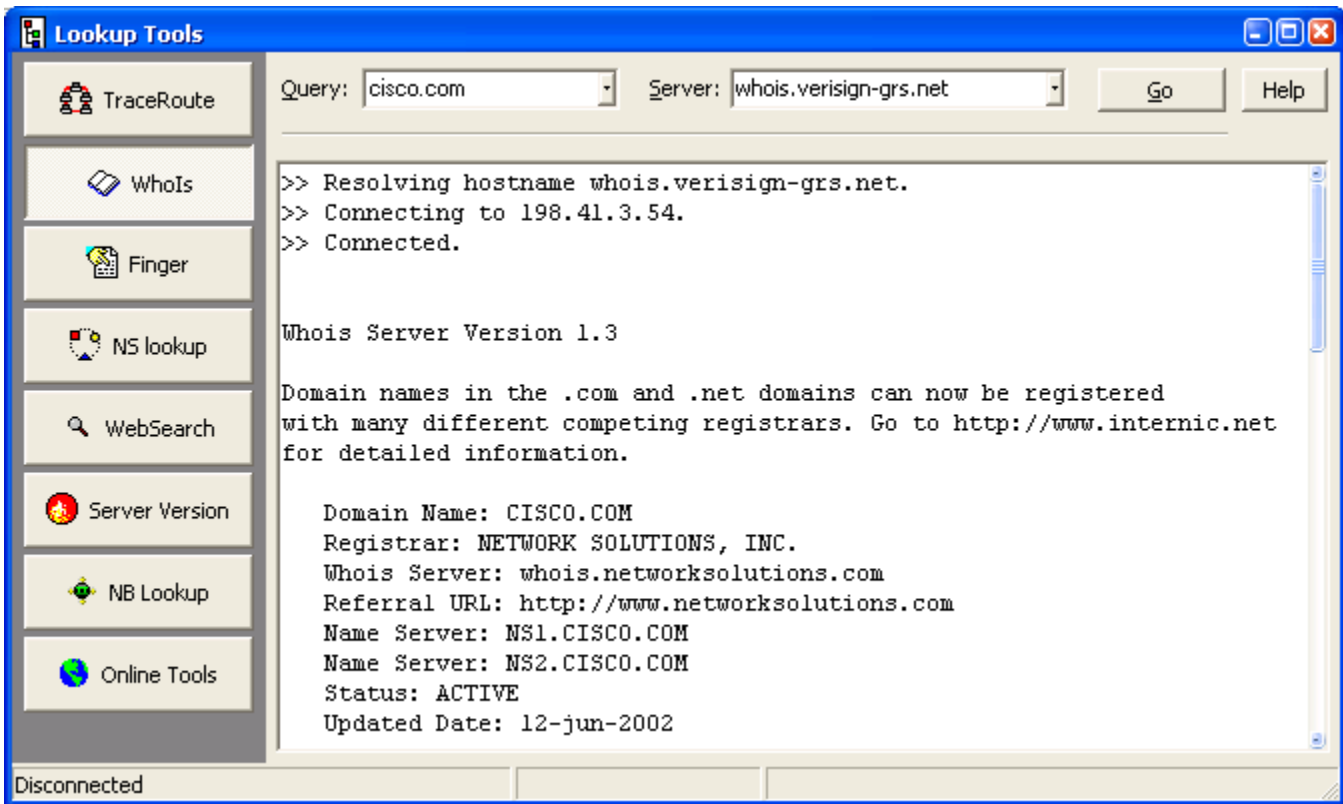 Lookup Tools
TraceRoute
WhoIs
Finger
NS lookup
WebSearch
Server Version
NB Lookup
Online Tools
Query: cisco.com Server: whois.verisign-grs.net Go Help
>> Resolving hostname whois.verisign-grs.net.
>> Connecting to 198.41.3.54.
>> Connected.
Whois Server Version 1.3
Domain names in the .com and .net domains can now be registered
with many different competing registrars. Go to http://www.internic.net
for detailed information.
Domain Name: CISCO.COM
Registrar: NETWORK SOLUTIONS, INC.
Whois Server: whois.networksolutions.com
Referral URL: http://www.networksolutions.com
Name Server: NS1.CISCO.COM
Name Server: NS2.CISCO.COM
Status: ACTIVE
Updated Date: 12-jun-2002
Disconnected